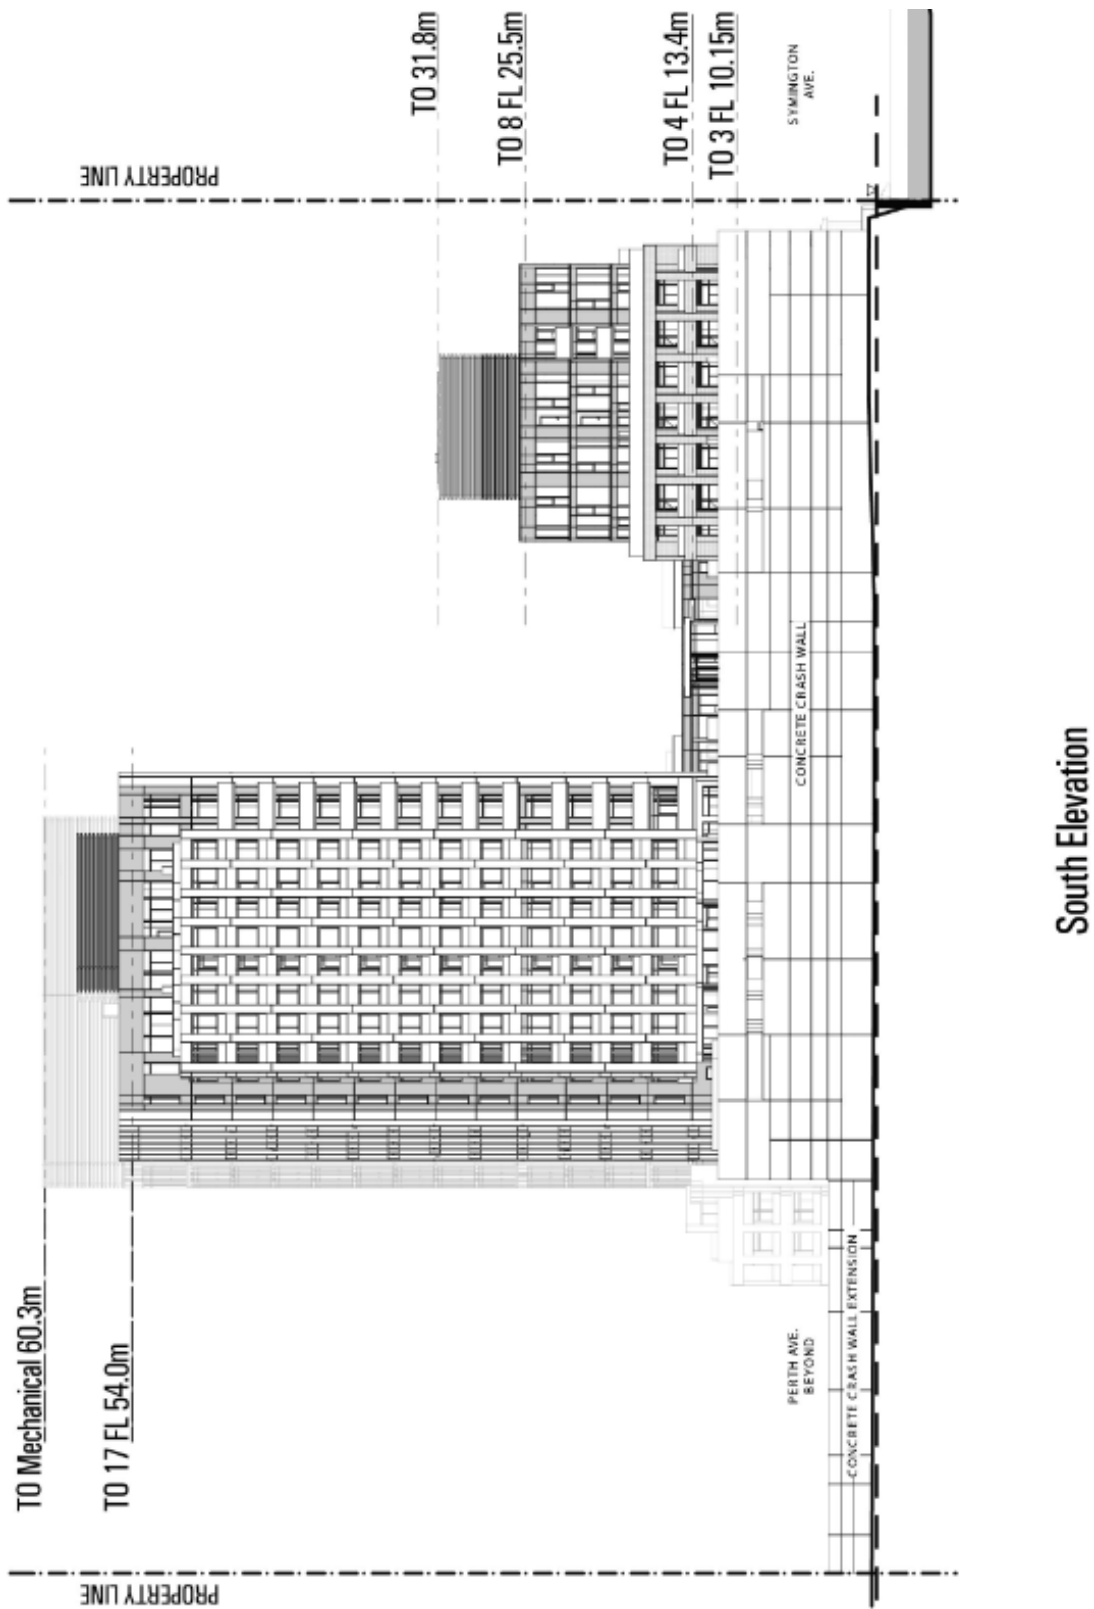 PROPERTY LINE
TO Mechanical 60.3m
TO 17 FL 54.0m
PERTH AVE.
BEYOND
CONCRETE CRASH WALL EXTENSION
CONCRETE CRASH WALL
TO 31.8m
TO 8 FL 25.5m
TO 4 FL 13.4m
TO 3 FL 10.15m
SYMINGTON
AVE.
PROPERTY LINE
South Elevation